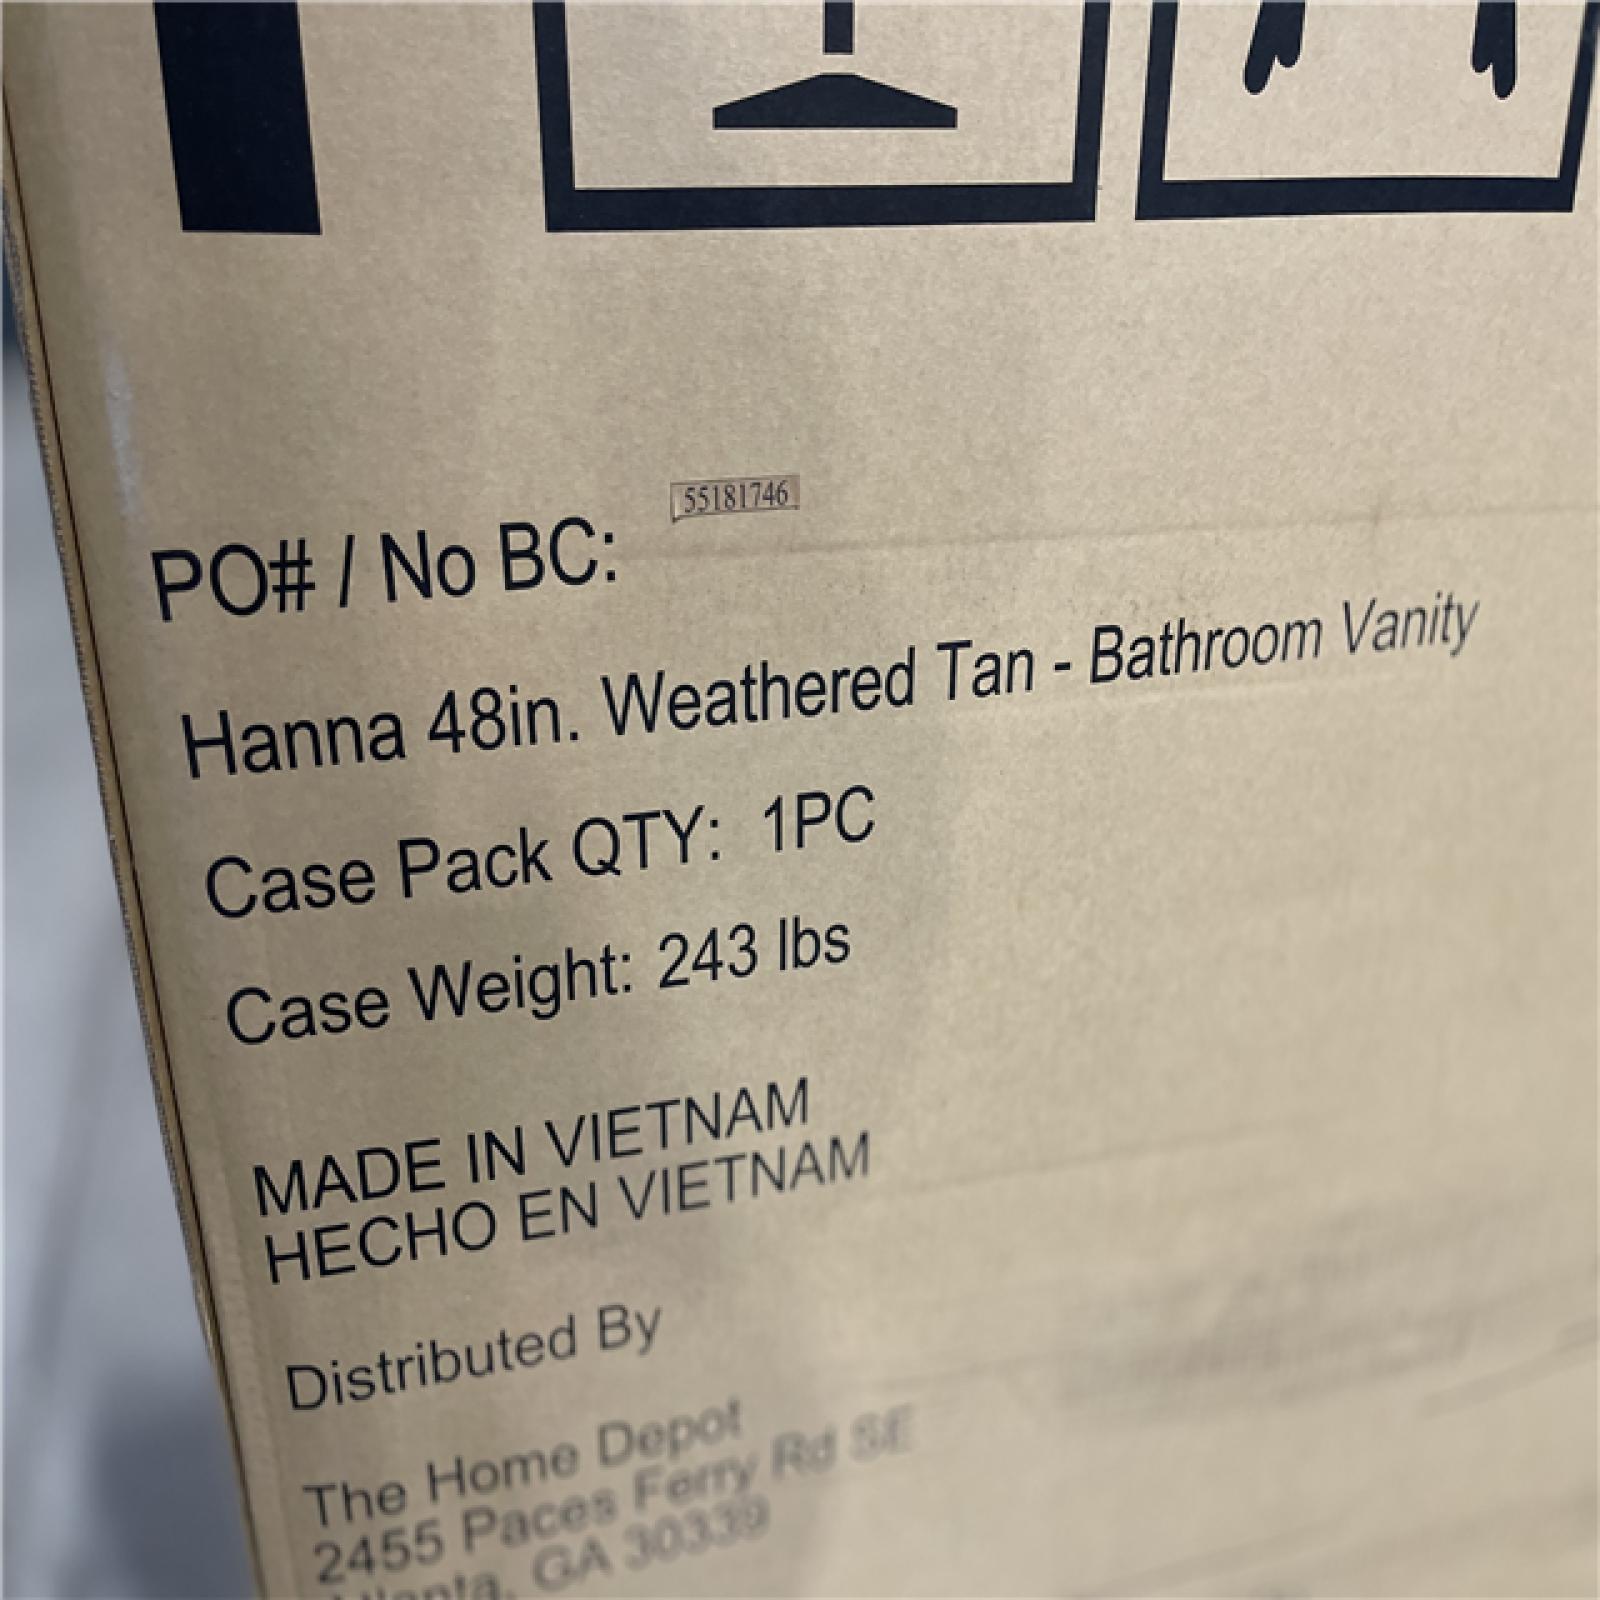 55181746
PO# / No BC:
Hanna 48in. Weathered Tan - Bathroom Vanity
Case Pack QTY: 1PC
Case Weight: 243 lbs
MADE IN VIETNAM
HECHO EN VIETNAM
Distributed By
The Home Depot
2455 Paces Ferry Rd SE
Atlanta, GA 30339